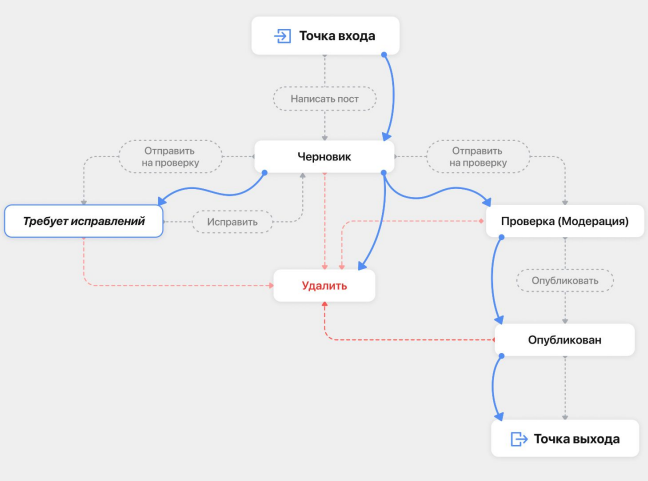 Точка входа
Написать пост
Отправить
на проверку
Черновик
Отправить
на проверку
Требует исправлений
Исправить
Проверка (Модерация)
Удалить
Опубликовать
Опубликован
Точка выхода